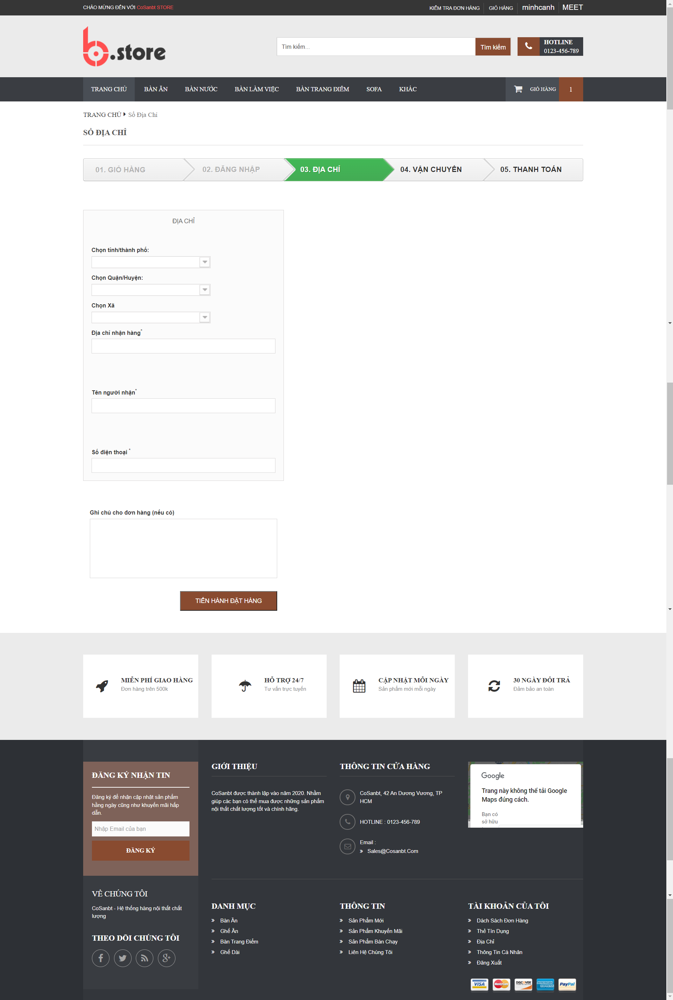 CHÀO MỪNG ĐẾN VỚI CoSanbt STORE
KIỂM TRA ĐƠN HÀNG
GIỎ HÀNG
minhcanh
MEET
b.store
Tìm kiếm...
Tìm kiếm
HOTLINE
0123-456-789
TRANG CHỦ
BÀN ĂN
BÀN NƯỚC
BÀN LÀM VIỆC
BÀN TRANG ĐIỂM
SOFA
KHÁC
GIỎ HÀNG
1
TRANG CHỦ Sổ Địa Chỉ
SỔ ĐỊA CHỈ
01. GIỎ HÀNG
02. ĐĂNG NHẬP
03. ĐỊA CHỈ
04. VẬN CHUYỂN
05. THANH TOÁN
ĐỊA CHỈ
Chọn tỉnh/thành phố:
Chọn Quận/Huyện:
Chọn Xã
Địa chỉ nhận hàng*
Tên người nhận*
Số điện thoại *
Ghi chú cho đơn hàng (nếu có)
TIẾN HÀNH ĐẶT HÀNG
MIỄN PHÍ GIAO HÀNG
Đơn hàng trên 500k
HỖ TRỢ 24/7
Tư vấn trực tuyến
CẬP NHẬT MỖI NGÀY
Sản phẩm mới mỗi ngày
30 NGÀY ĐỔI TRẢ
Đảm bảo an toàn
ĐĂNG KÝ NHẬN TIN
Đăng ký để nhận cập nhật sản phẩm
hằng ngày cũng như khuyến mãi hấp
dẫn.
Nhập Email của bạn
ĐĂNG KÝ
VỀ CHÚNG TÔI
CoSanbt - Hệ thống hàng nội thất chất
lượng
THEO DÕI CHÚNG TÔI
GIỚI THIỆU
CoSanbt được thành lập vào năm 2020. Nhằm
giúp các bạn có thể mua được những sản phẩm
nội thất chất lượng tốt và chính hãng.
THÔNG TIN CỬA HÀNG
CoSanbt, 42 An Dương Vương, TP
HCM
HOTLINE : 0123-456-789
Email :
Sales@Cosanbt.Com
Google
Trang này không thể tải Google
Maps đúng cách.
Bạn có
sở hữu
DANH MỤC
Bàn Ăn
Ghế Ăn
Bàn Trang Điểm
Ghế Dài
THÔNG TIN
Sản Phẩm Mới
Sản Phẩm Khuyến Mãi
Sản Phẩm Bán Chạy
Liên Hệ Chúng Tôi
TÀI KHOẢN CỦA TÔI
Dách Sách Đơn Hàng
Thẻ Tín Dụng
Địa Chỉ
Thông Tin Cá Nhân
Đăng Xuất
VISA
MasterCard
DISCOVER
AMERICAN EXPRESS
PayPal